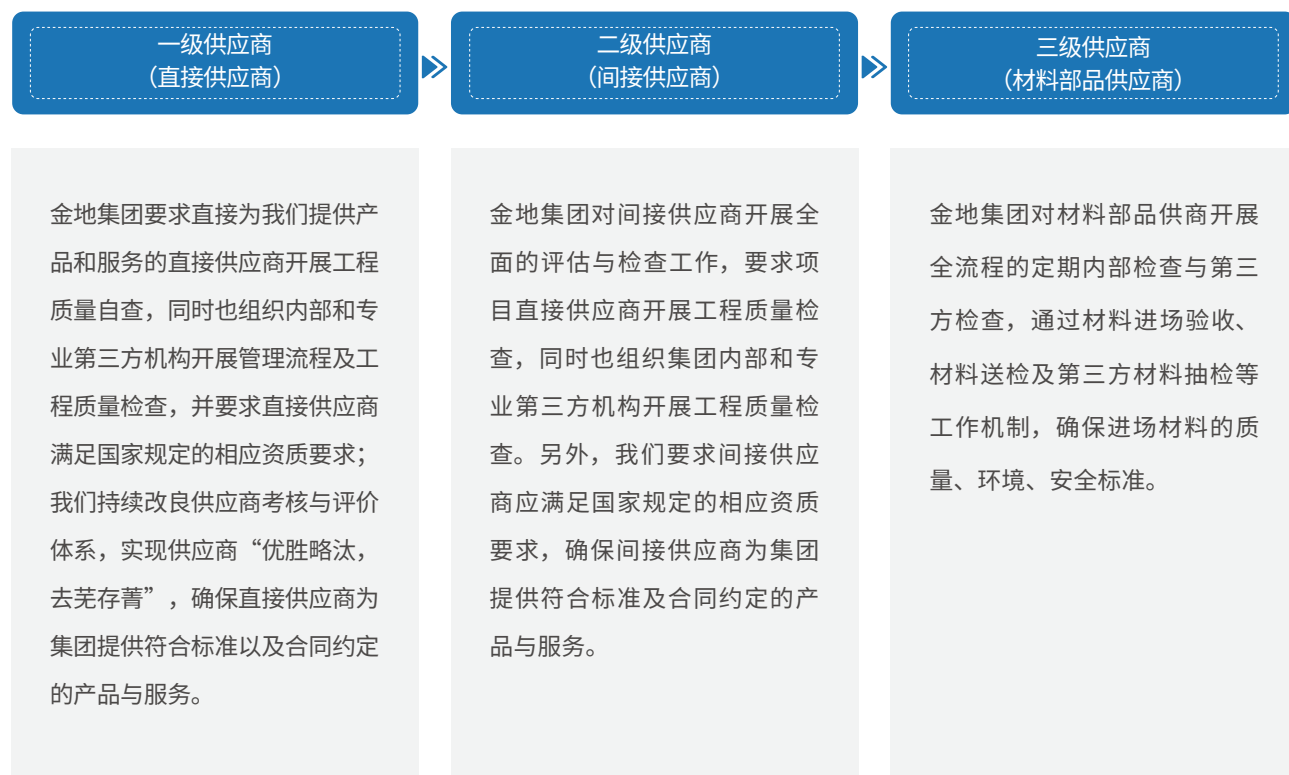 一级供应商
（直接供应商）
二级供应商
（间接供应商）
三级供应商
（材料部品供应商）
金地集团要求直接为我们提供产
品和服务的直接供应商开展工程
质量自查，同时也组织内部和专
业第三方机构开展管理流程及工
程质量检查，并要求直接供应商
满足国家规定的相应资质要求；
我们持续改良供应商考核与评价
体系，实现供应商“优胜略汰，
去芜存菁”，确保直接供应商为
集团提供符合标准以及合同约定
的产品与服务。
金地集团对间接供应商开展全
面的评估与检查工作，要求项
目直接供应商开展工程质量检
查，同时也组织集团内部和专
业第三方机构开展工程质量检
查。另外，我们要求间接供应
商应满足国家规定的相应资质
要求，确保间接供应商为集团
提供符合标准及合同约定的产
品与服务。
金地集团对材料部品供商开展
全流程的定期内部检查与第三
方检查，通过材料进场验收、
材料送检及第三方材料抽检等
工作机制，确保进场材料的质
量、环境、安全标准。